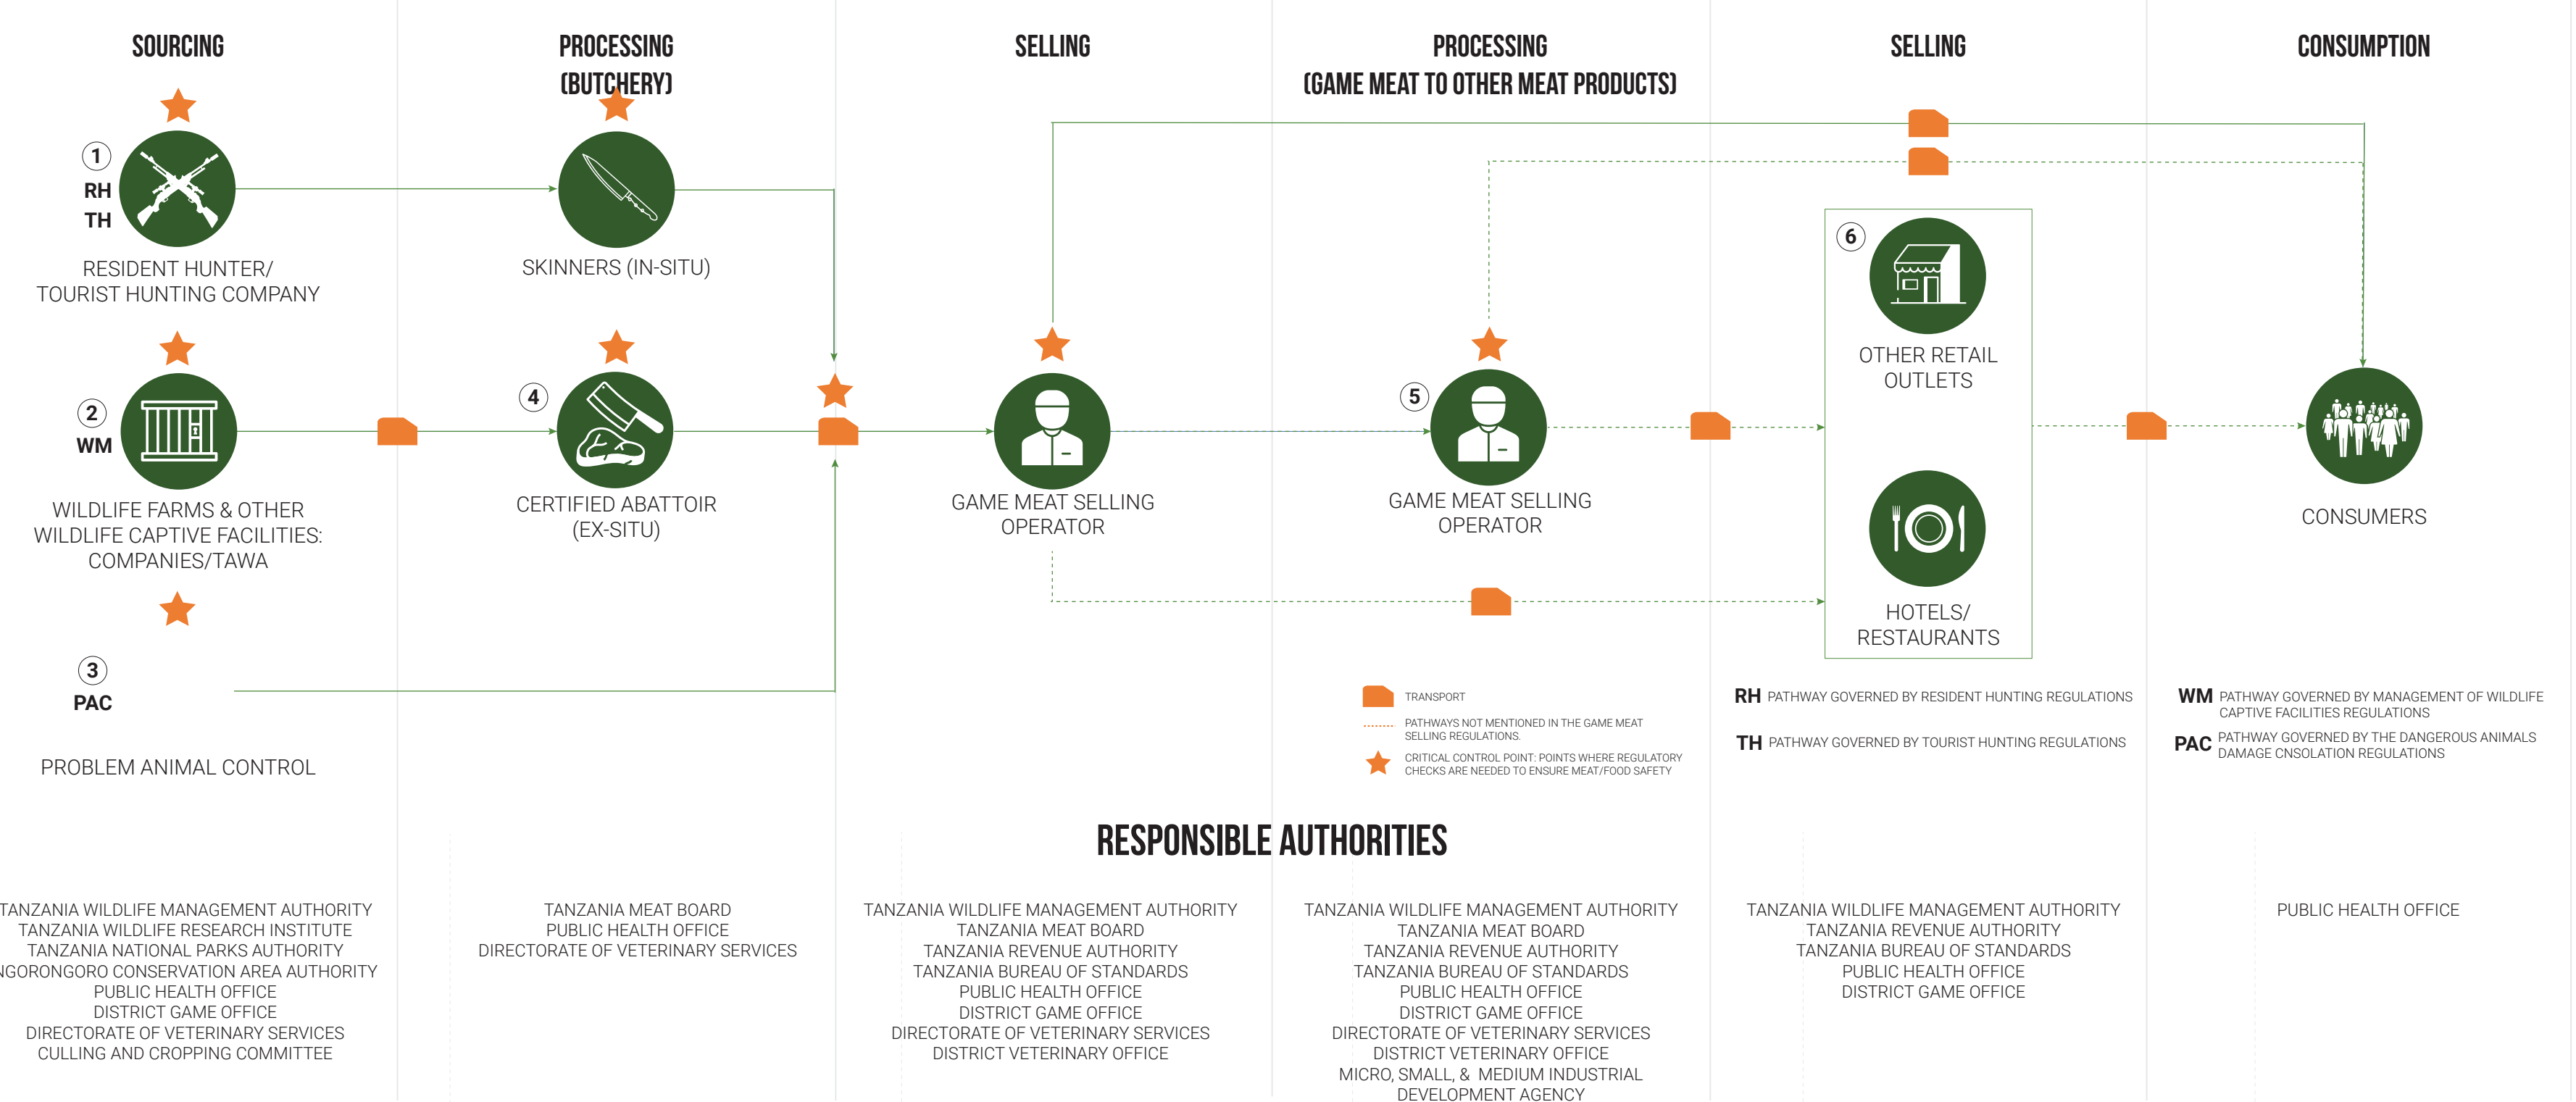 SOURCING
PROCESSING
(BUTCHERY)
SELLING
PROCESSING
(GAME MEAT TO OTHER MEAT PRODUCTS)
SELLING
CONSUMPTION
1
RH
TH
RESIDENT HUNTER/
TOURIST HUNTING COMPANY
SKINNERS (IN-SITU)
2
WM
WILDLIFE FARMS & OTHER
WILDLIFE CAPTIVE FACILITIES:
COMPANIES/TAWA
4
CERTIFIED ABATTOIR
(EX-SITU)
GAME MEAT SELLING
OPERATOR
5
GAME MEAT SELLING
OPERATOR
6
OTHER RETAIL
OUTLETS
HOTELS/
RESTAURANTS
CONSUMERS
3
PAC
PROBLEM ANIMAL CONTROL
TRANSPORT
PATHWAYS NOT MENTIONED IN THE GAME MEAT
SELLING REGULATIONS.
CRITICAL CONTROL POINT: POINTS WHERE REGULATORY
CHECKS ARE NEEDED TO ENSURE MEAT/FOOD SAFETY
RH PATHWAY GOVERNED BY RESIDENT HUNTING REGULATIONS
TH PATHWAY GOVERNED BY TOURIST HUNTING REGULATIONS
WM PATHWAY GOVERNED BY MANAGEMENT OF WILDLIFE
CAPTIVE FACILITIES REGULATIONS
PAC PATHWAY GOVERNED BY THE DANGEROUS ANIMALS
DAMAGE CNSOLATION REGULATIONS
RESPONSIBLE AUTHORITIES
TANZANIA WILDLIFE MANAGEMENT AUTHORITY
TANZANIA WILDLIFE RESEARCH INSTITUTE
TANZANIA NATIONAL PARKS AUTHORITY
NGORONGORO CONSERVATION AREA AUTHORITY
PUBLIC HEALTH OFFICE
DISTRICT GAME OFFICE
DIRECTORATE OF VETERINARY SERVICES
CULLING AND CROPPING COMMITTEE
TANZANIA MEAT BOARD
PUBLIC HEALTH OFFICE
DIRECTORATE OF VETERINARY SERVICES
TANZANIA WILDLIFE MANAGEMENT AUTHORITY
TANZANIA MEAT BOARD
TANZANIA REVENUE AUTHORITY
TANZANIA BUREAU OF STANDARDS
PUBLIC HEALTH OFFICE
DISTRICT GAME OFFICE
DIRECTORATE OF VETERINARY SERVICES
DISTRICT VETERINARY OFFICE
TANZANIA WILDLIFE MANAGEMENT AUTHORITY
TANZANIA MEAT BOARD
TANZANIA REVENUE AUTHORITY
TANZANIA BUREAU OF STANDARDS
PUBLIC HEALTH OFFICE
DISTRICT GAME OFFICE
DIRECTORATE OF VETERINARY SERVICES
DISTRICT VETERINARY OFFICE
MICRO, SMALL, & MEDIUM INDUSTRIAL
DEVELOPMENT AGENCY
TANZANIA WILDLIFE MANAGEMENT AUTHORITY
TANZANIA REVENUE AUTHORITY
TANZANIA BUREAU OF STANDARDS
PUBLIC HEALTH OFFICE
DISTRICT GAME OFFICE
PUBLIC HEALTH OFFICE